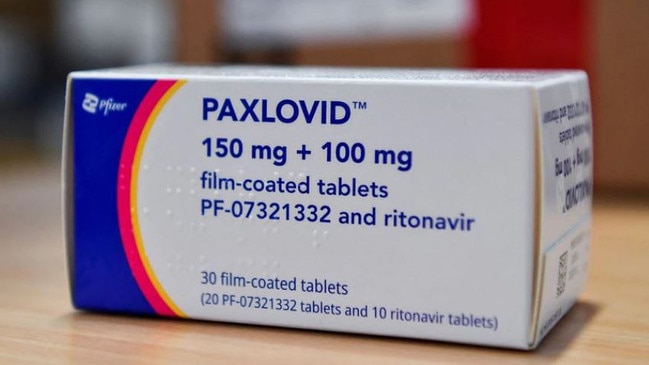 Pfizer
PAXLOVID™
150 mg + 100 mg
film-coated tablets
PF-07321332 and ritonavir
30 film-coated tablets
(20 PF-07321332 tablets and 10 ritonavir tablets)
PAXLOVID™